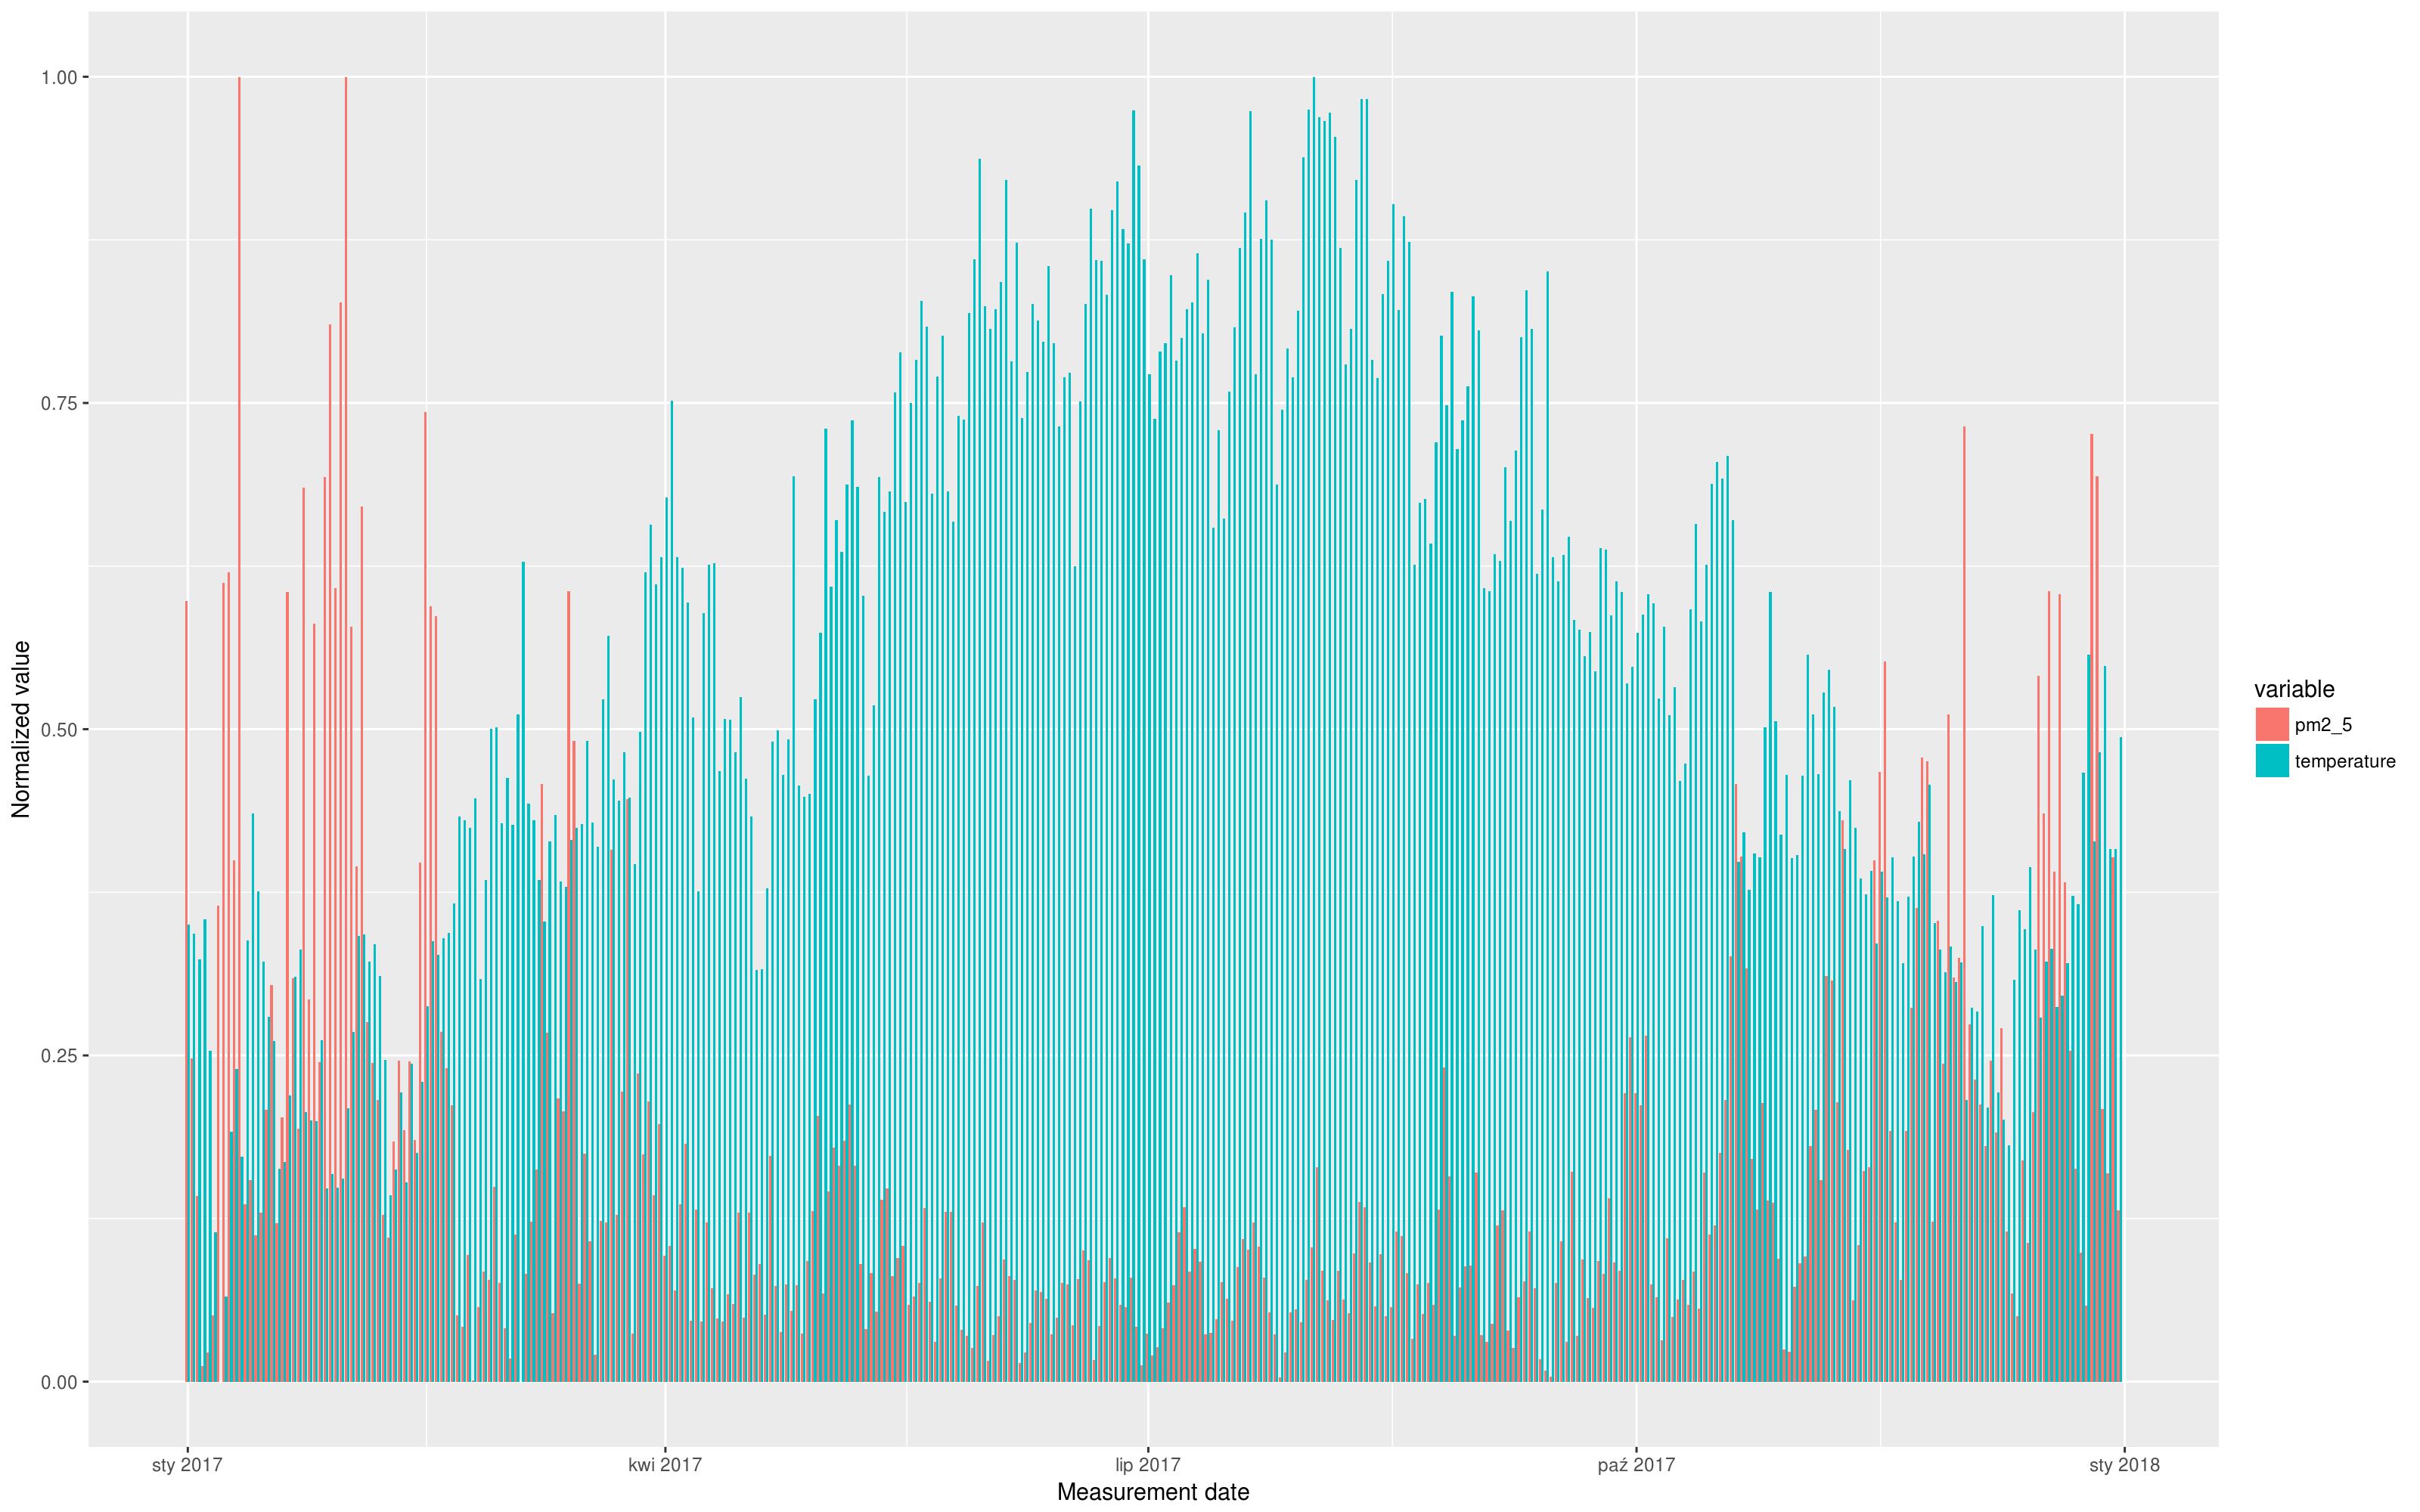 1.00
0.75
0.50
0.25
0.00
Normalized value
sty 2017
kwi 2017
lip 2017
paź 2017
sty 2018
Measurement date
variable
pm2_5
temperature